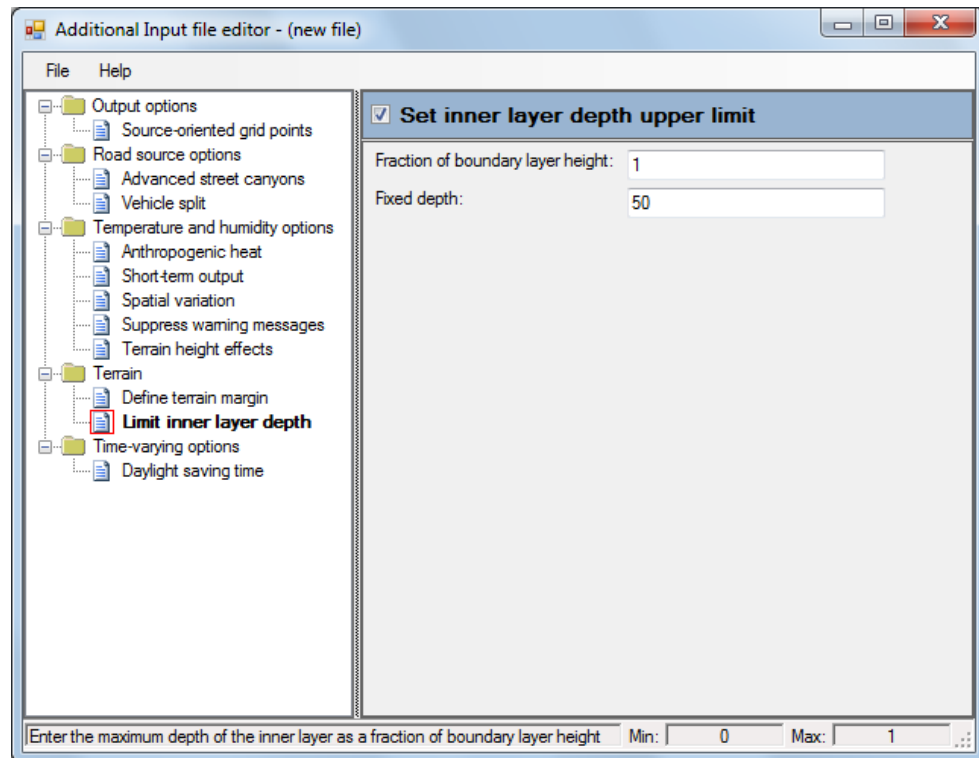 Additional Input file editor - (new file)
File Help
Output options
Source-oriented grid points
Road source options
Advanced street canyons
Vehicle split
Temperature and humidity options
Anthropogenic heat
Short-term output
Spatial variation
Suppress warning messages
Terrain height effects
Terrain
Define terrain margin
Limit inner layer depth
Time-varying options
Daylight saving time
Set inner layer depth upper limit
Fraction of boundary layer height: 1
Fixed depth: 50
Enter the maximum depth of the inner layer as a fraction of boundary layer height Min: 0 Max: 1